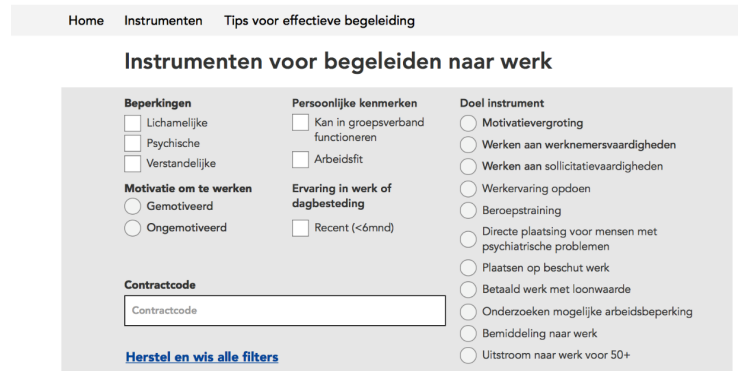 Home Instrumenten Tips voor effectieve begeleiding
Instrumenten voor begeleiden naar werk
Beperkingen
Lichamelijke
Psychische
Verstandelijke
Motivatie om te werken
Gemotiveerd
Ongemotiveerd
Persoonlijke kenmerken
Kan in groepsverband
functioneren
Arbeidsfit
Ervaring in werk of
dagbesteding
Recent (<6mnd)
Contractcode
Contractcode
Herstel en wis alle filters
Doel instrument
Motivatievergroting
Werken aan werknemersvaardigheden
Werken aan sollicitatievaardigheden
Werkervaring opdoen
Beroepstraining
Directe plaatsing voor mensen met
psychiatrische problemen
Plaatsen op beschut werk
Betaald werk met loonwaarde
Onderzoeken mogelijke arbeidsbeperking
Bemiddeling naar werk
Uitstroom naar werk voor 50+